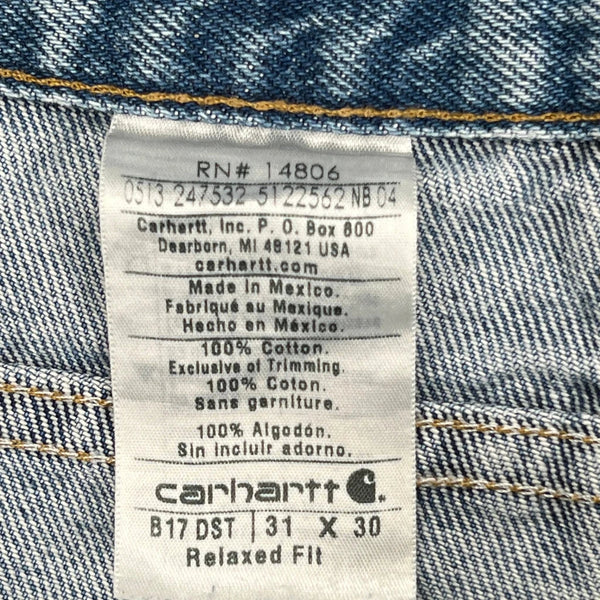 RN# 14806
0513 247532 5122562 NB 04
Carhartt, Inc. P. O. Box 600
Dearborn, MI 48121 USA
carhartt.com
Made in Mexico.
Fabriqué au Mexique.
Hecho en México.
100% Cotton.
Exclusive of Trimming.
100% Coton.
Sans garniture.
100% Algodón.
Sin incluir adorno.
carhartt
B17 DST | 31 X 30
Relaxed Fit